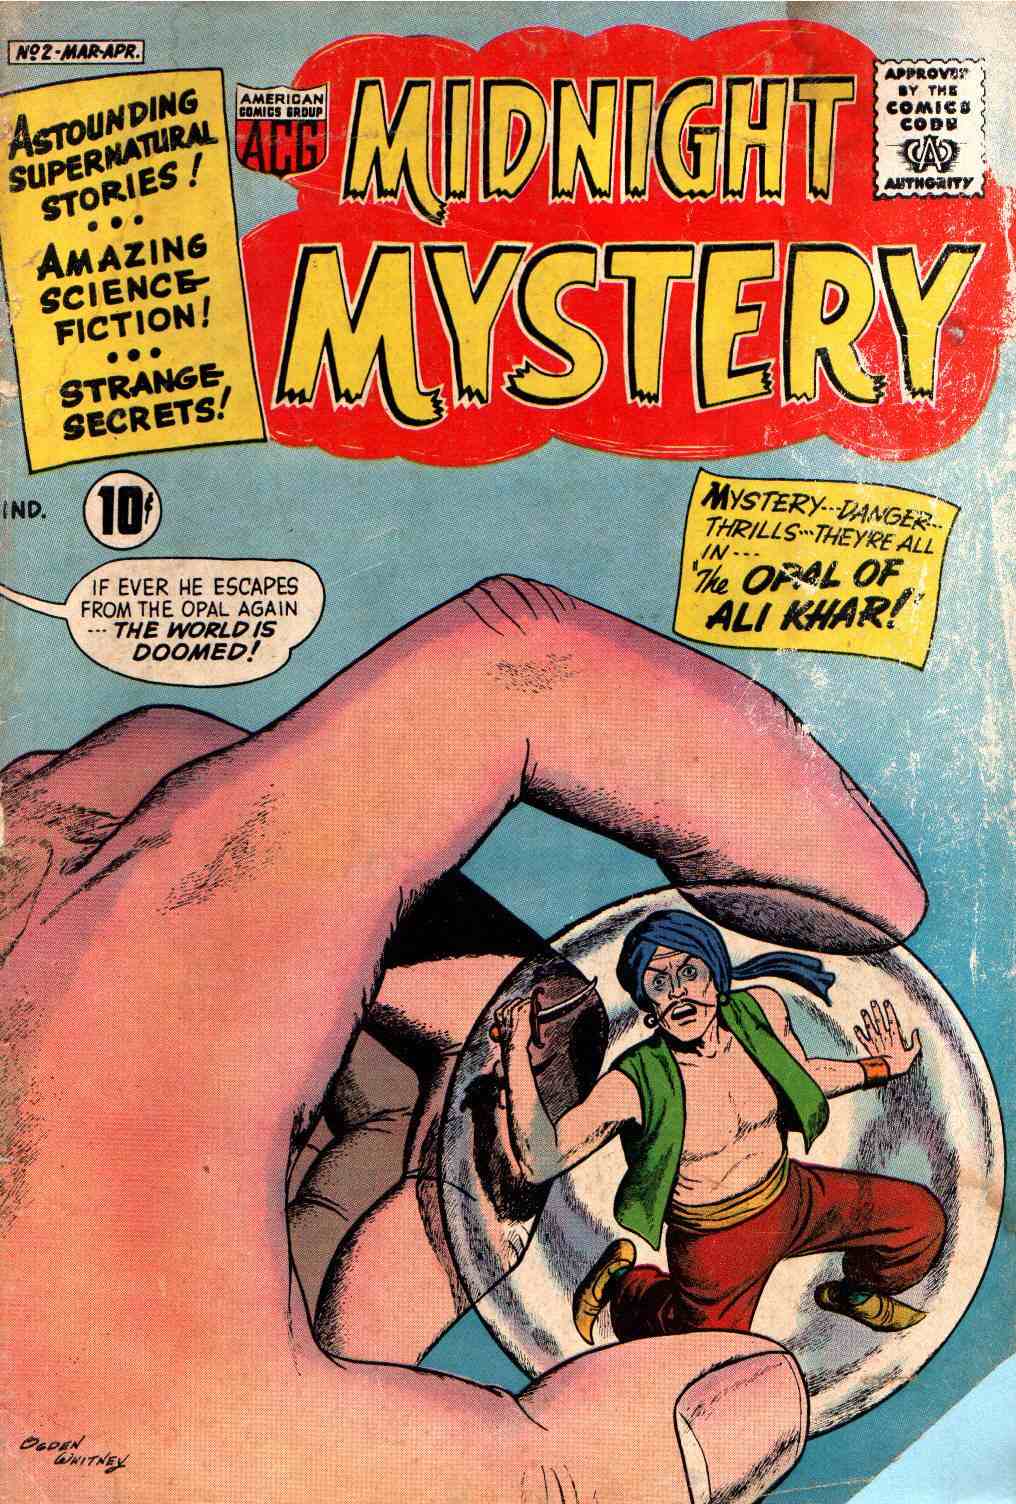 Nº2-MAR-APR.
ASTOUNDING
SUPERNATURAL
STORIES!
...
AMAZING
SCIENCE-
FICTION!
...
STRANGE
SECRETS!
AMERICAN
COMICS GROUP
ACG
MIDNIGHT
MYSTERY
APPROVED
BY THE
COMICS
CODE
CA
AUTHORITY
IND.
10¢
MYSTERY---DANGER---
THRILLS---THEY'RE ALL
IN ---
"The OPAL OF
ALI KHAR!"
IF EVER HE ESCAPES
FROM THE OPAL AGAIN
--- THE WORLD IS
DOOMED!
OGDEN
WHITNEY